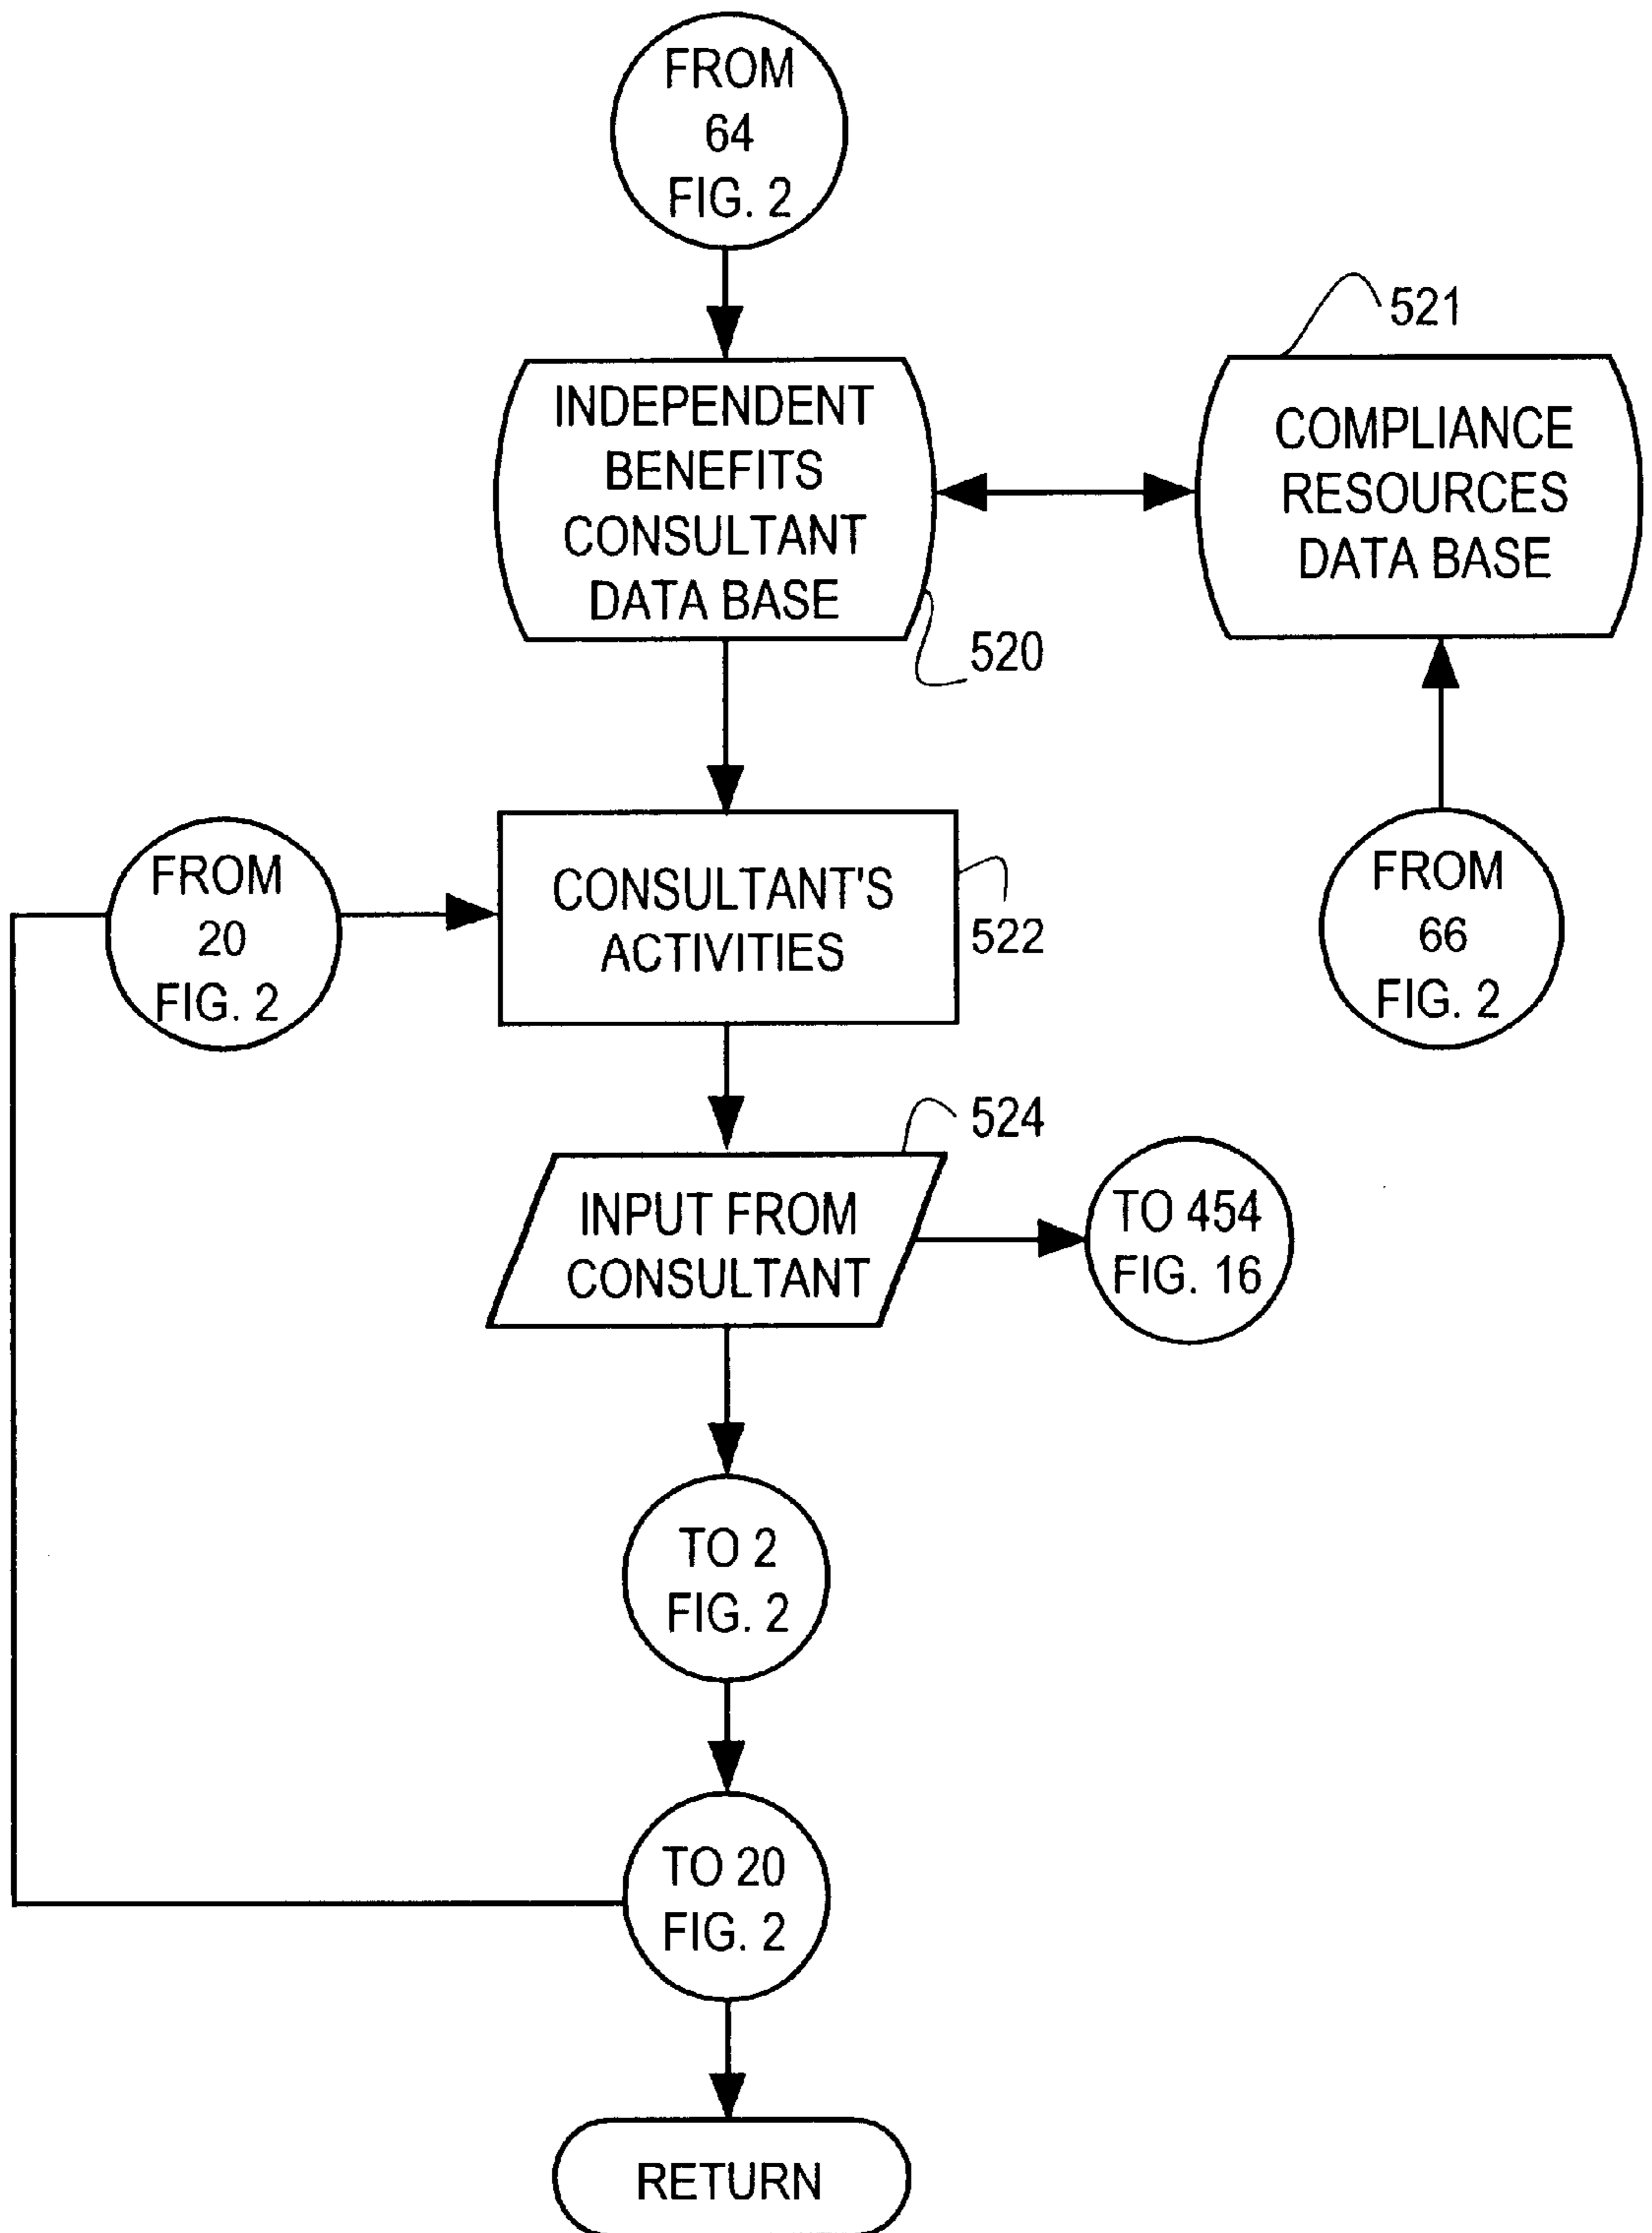 FROM
64
FIG. 2
521
INDEPENDENT
BENEFITS
CONSULTANT
DATA BASE
COMPLIANCE
RESOURCES
DATA BASE
520
FROM
20
FIG. 2
CONSULTANT'S
ACTIVITIES
522
FROM
66
FIG. 2
524
INPUT FROM
CONSULTANT
TO 454
FIG. 16
TO 2
FIG. 2
TO 20
FIG. 2
RETURN